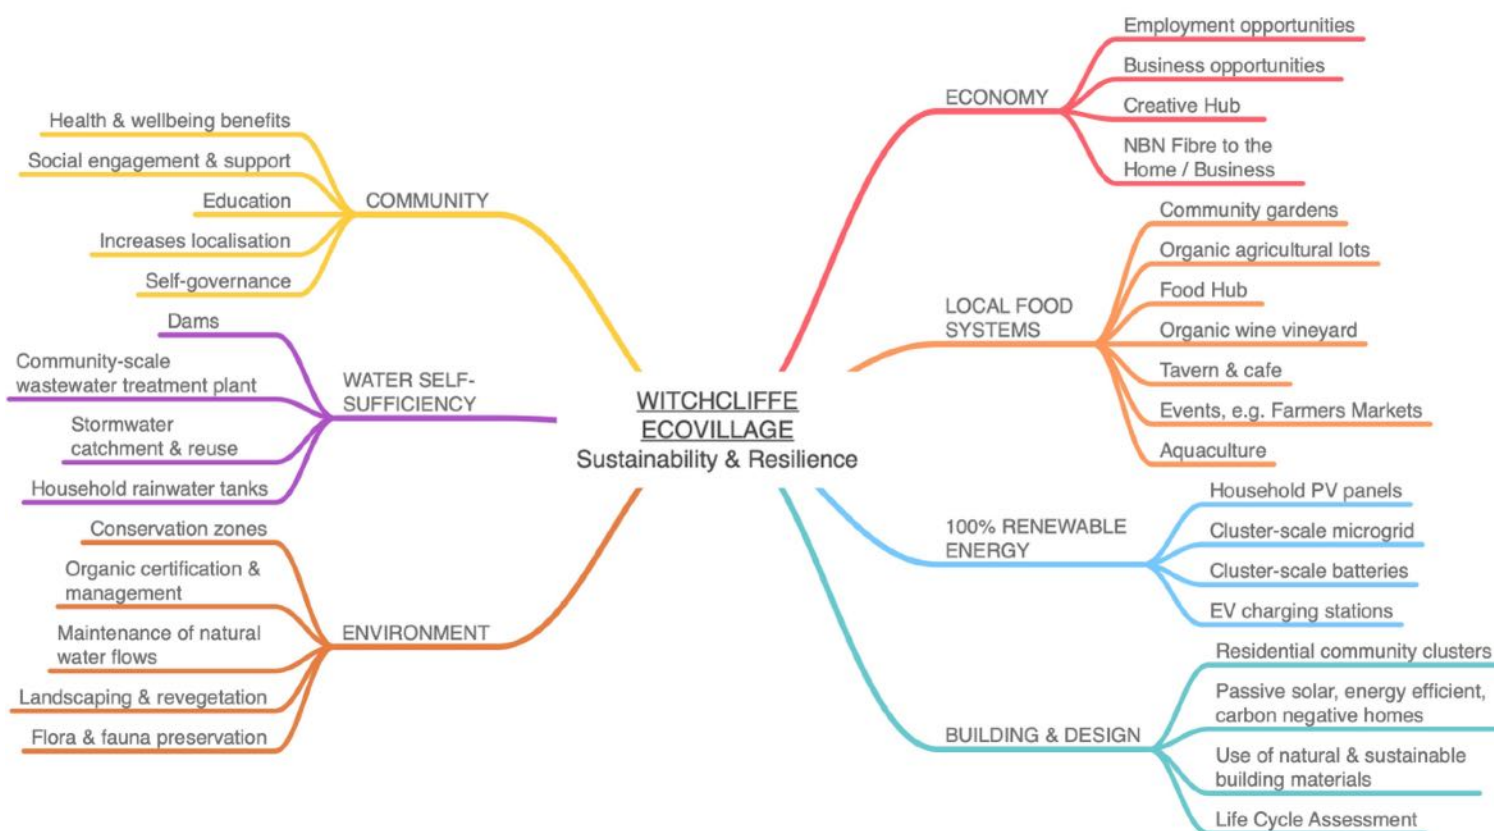 WITCHCLIFFE
ECOVILLAGE
Sustainability & Resilience
COMMUNITY
Health & wellbeing benefits
Social engagement & support
Education
Increases localisation
Self-governance
WATER SELF-
SUFFICIENCY
Dams
Community-scale
wastewater treatment plant
Stormwater
catchment & reuse
Household rainwater tanks
ENVIRONMENT
Conservation zones
Organic certification &
management
Maintenance of natural
water flows
Landscaping & revegetation
Flora & fauna preservation
ECONOMY
Employment opportunities
Business opportunities
Creative Hub
NBN Fibre to the
Home / Business
LOCAL FOOD
SYSTEMS
Community gardens
Organic agricultural lots
Food Hub
Organic wine vineyard
Tavern & cafe
Events, e.g. Farmers Markets
Aquaculture
100% RENEWABLE
ENERGY
Household PV panels
Cluster-scale microgrid
Cluster-scale batteries
EV charging stations
BUILDING & DESIGN
Residential community clusters
Passive solar, energy efficient,
carbon negative homes
Use of natural & sustainable
building materials
Life Cycle Assessment